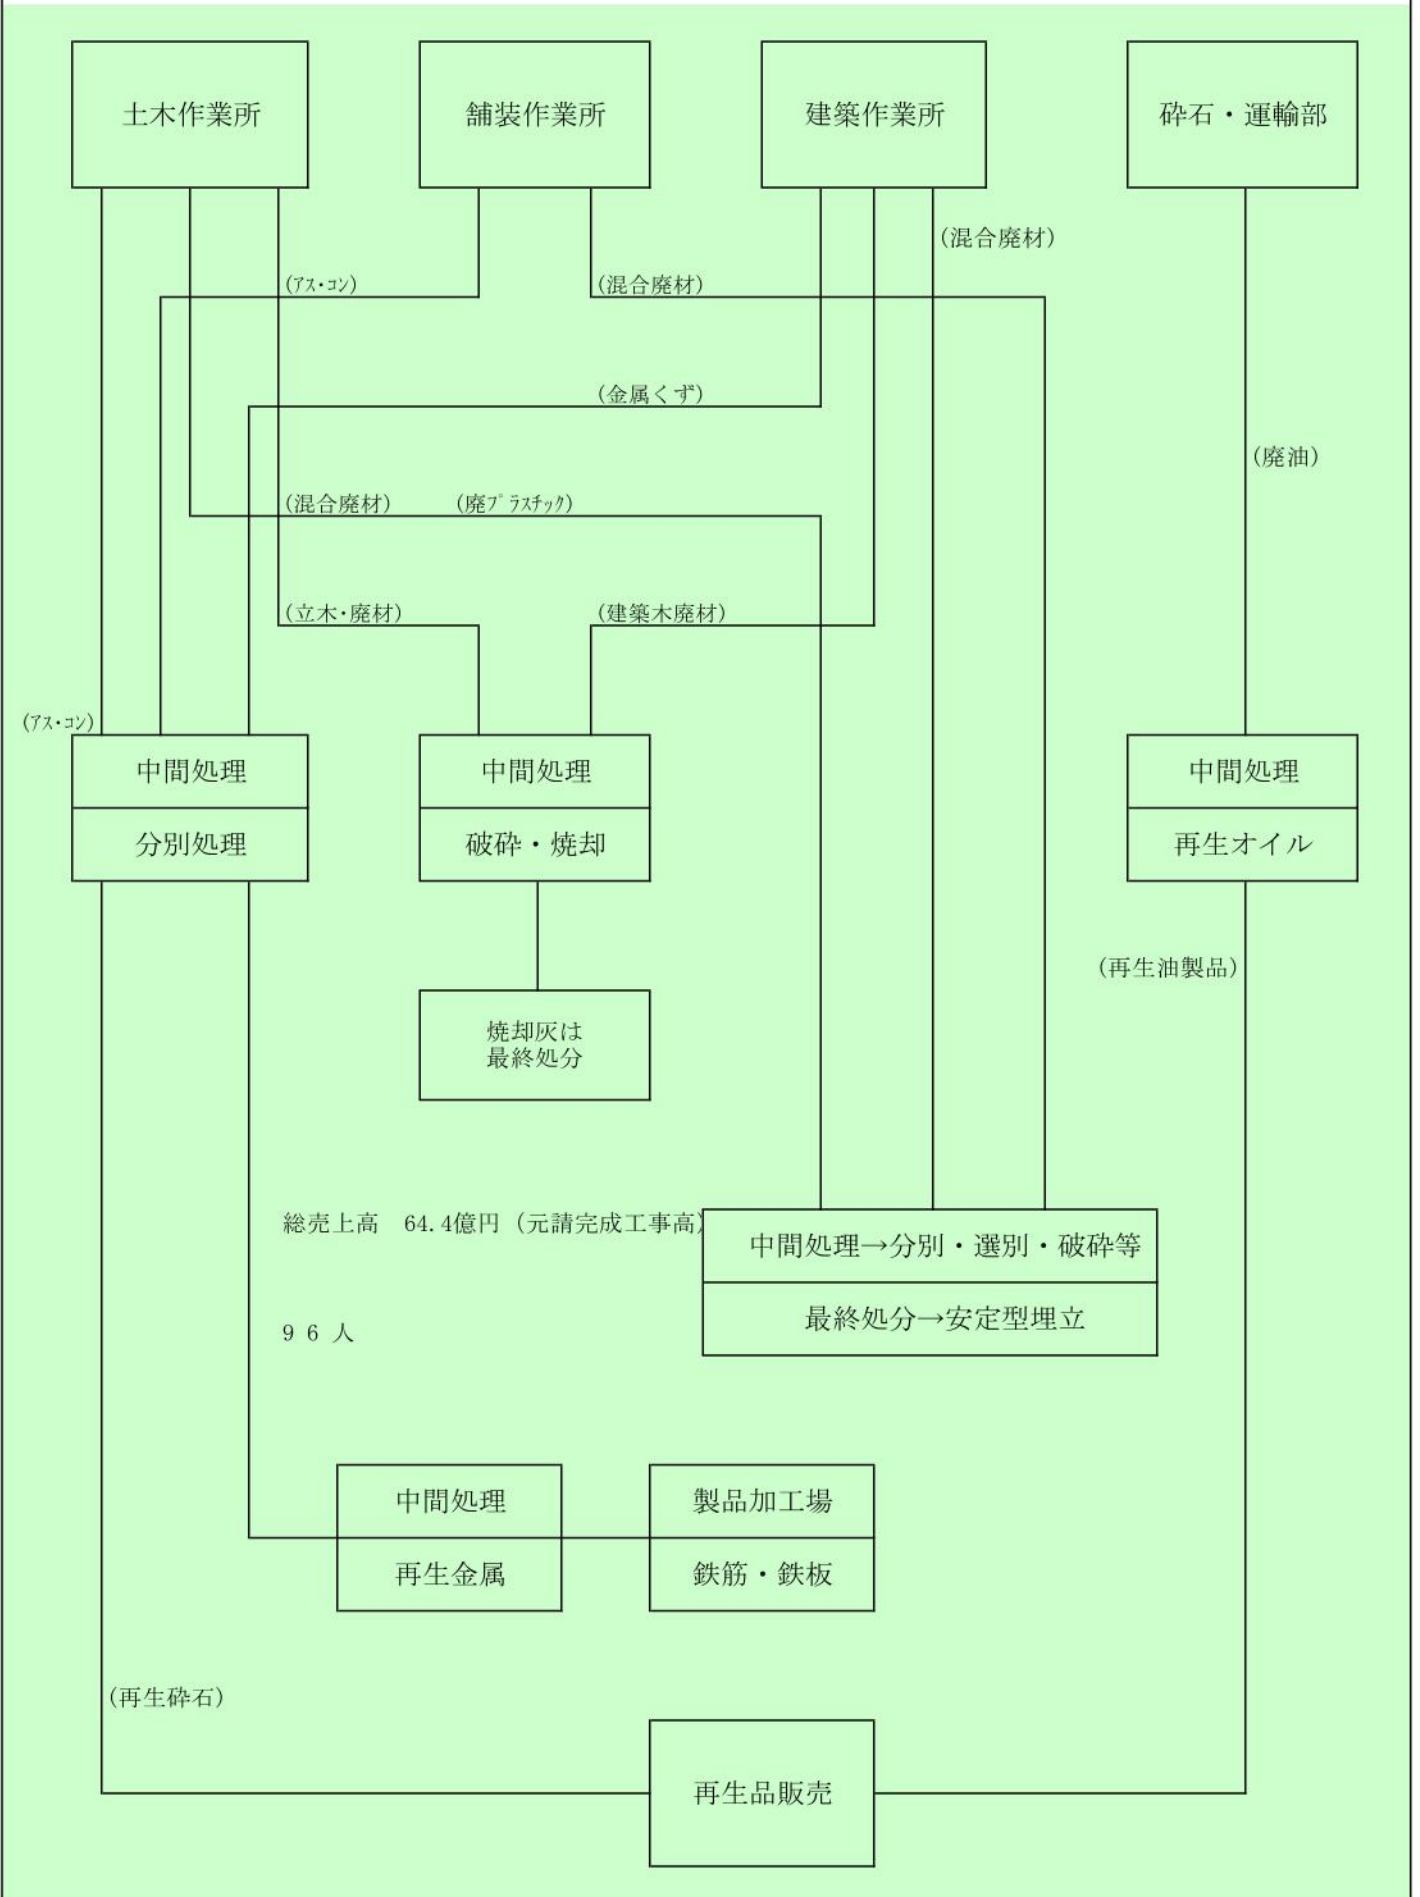 土木作業所
舗装作業所
建築作業所
砕石・運輸部
(混合廃材)
(ｱｽ・ｺﾝ)
(混合廃材)
(金属くず)
(廃油)
(混合廃材)
(廃ﾌﾟﾗｽﾁｯｸ)
(立木・廃材)
(建築木廃材)
(ｱｽ・ｺﾝ)
中間処理
中間処理
中間処理
分別処理
破砕・焼却
再生オイル
(再生油製品)
焼却灰は
最終処分
総売上高　64.4億円（元請完成工事高）
中間処理→分別・選別・破砕等
最終処分→安定型埋立
９６人
中間処理
製品加工場
再生金属
鉄筋・鉄板
(再生砕石)
再生品販売